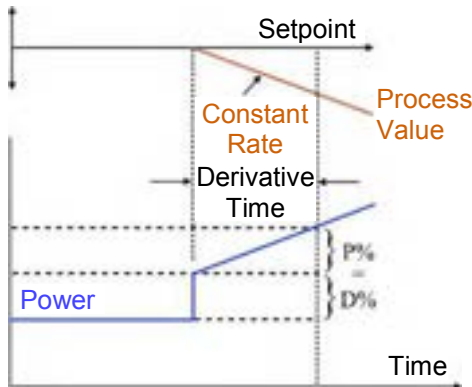 Setpoint
Process
Value
Constant
Rate
Derivative
Time
P%
=
D%
Power
Time